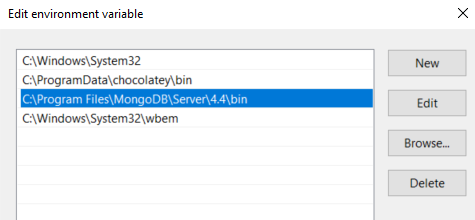 Edit environment variable
C:\Windows\System32
C:\ProgramData\chocolatey\bin
C:\Program Files\MongoDB\Server\4.4\bin
C:\Windows\System32\wbem
New
Edit
Browse...
Delete